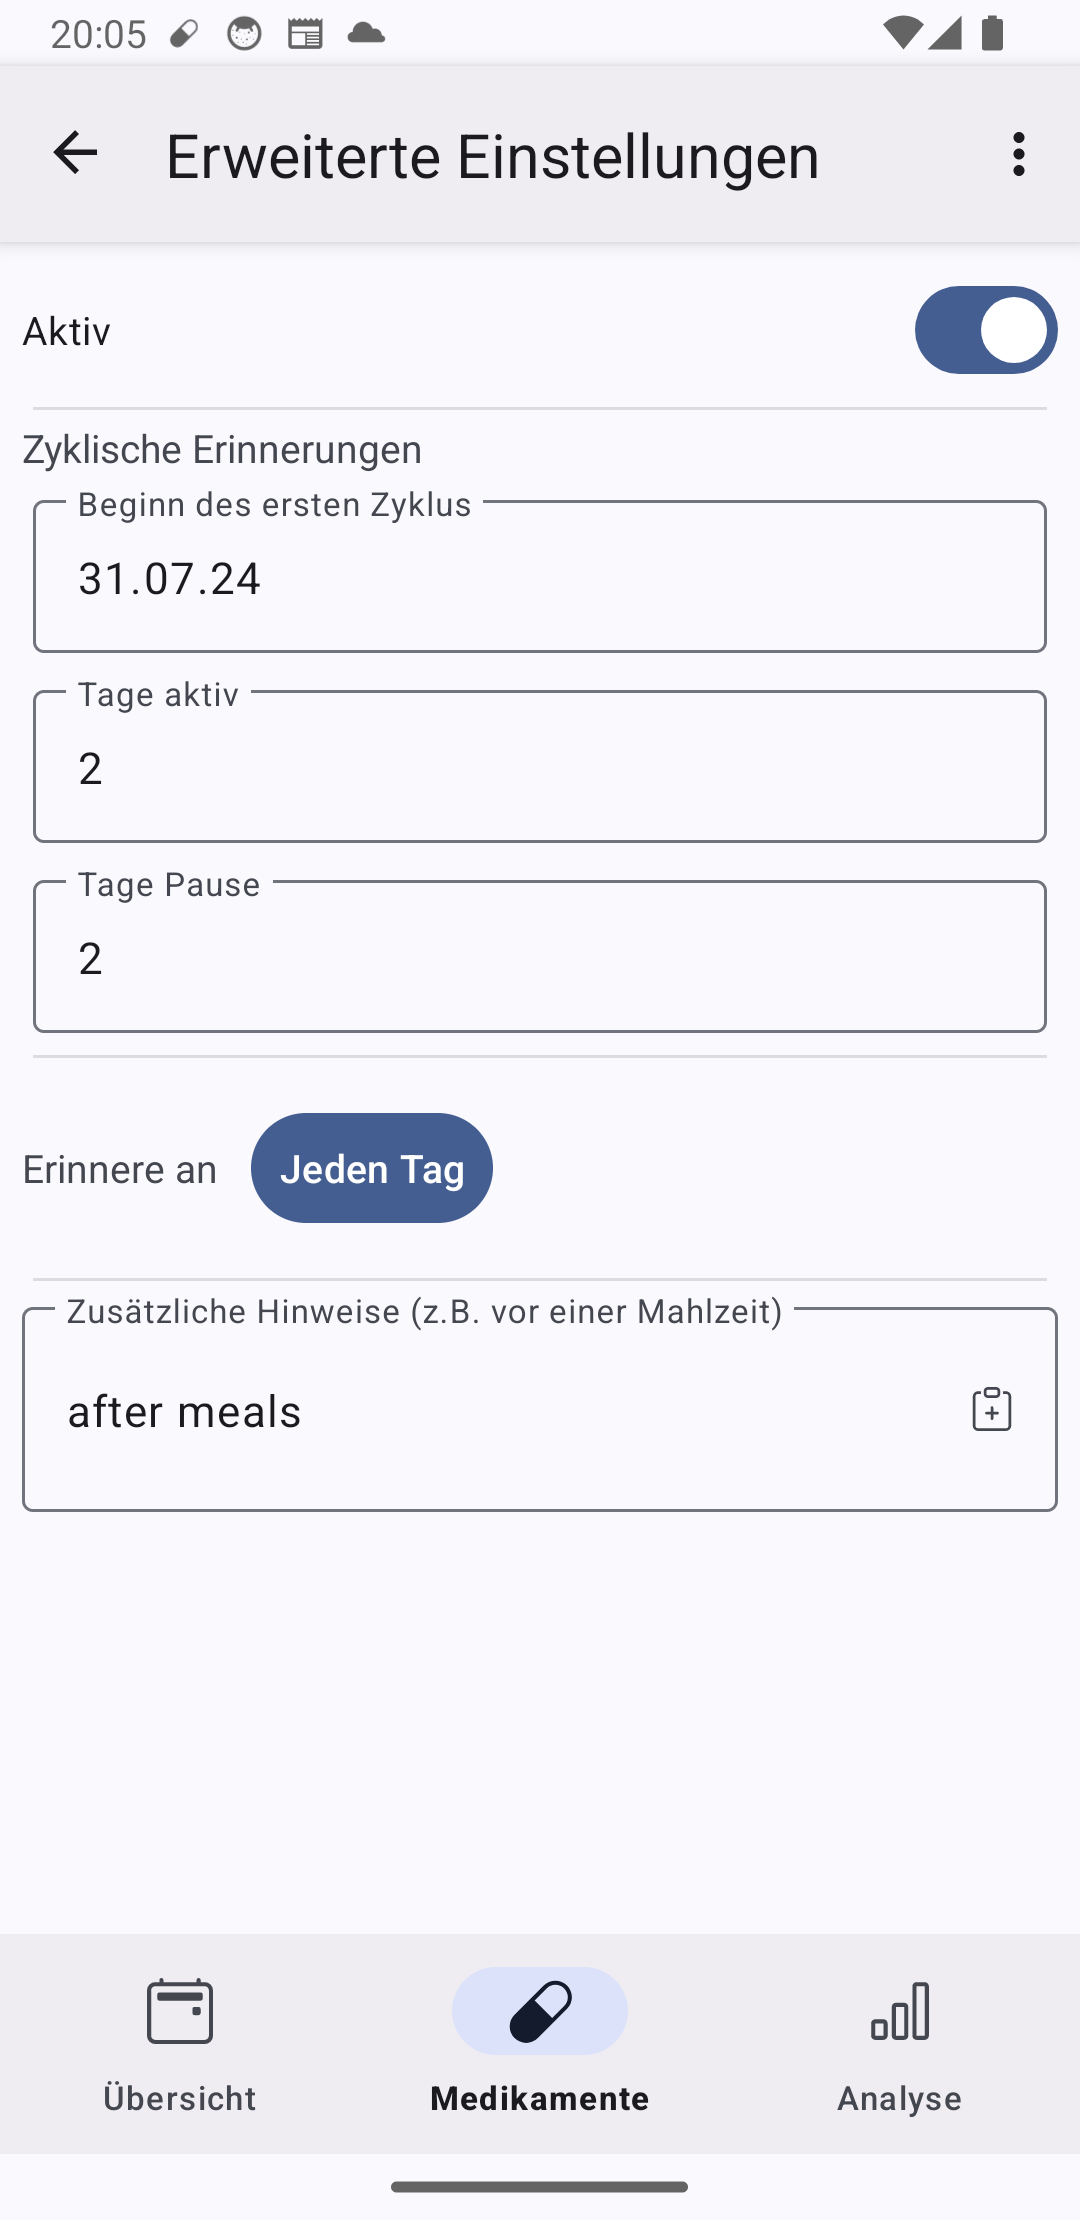 20:05
Erweiterte Einstellungen
Aktiv
Zyklische Erinnerungen
Beginn des ersten Zyklus
31.07.24
Tage aktiv
2
Tage Pause
2
Erinnere an
Jeden Tag
Zusätzliche Hinweise (z.B. vor einer Mahlzeit)
after meals
Übersicht
Medikamente
Analyse